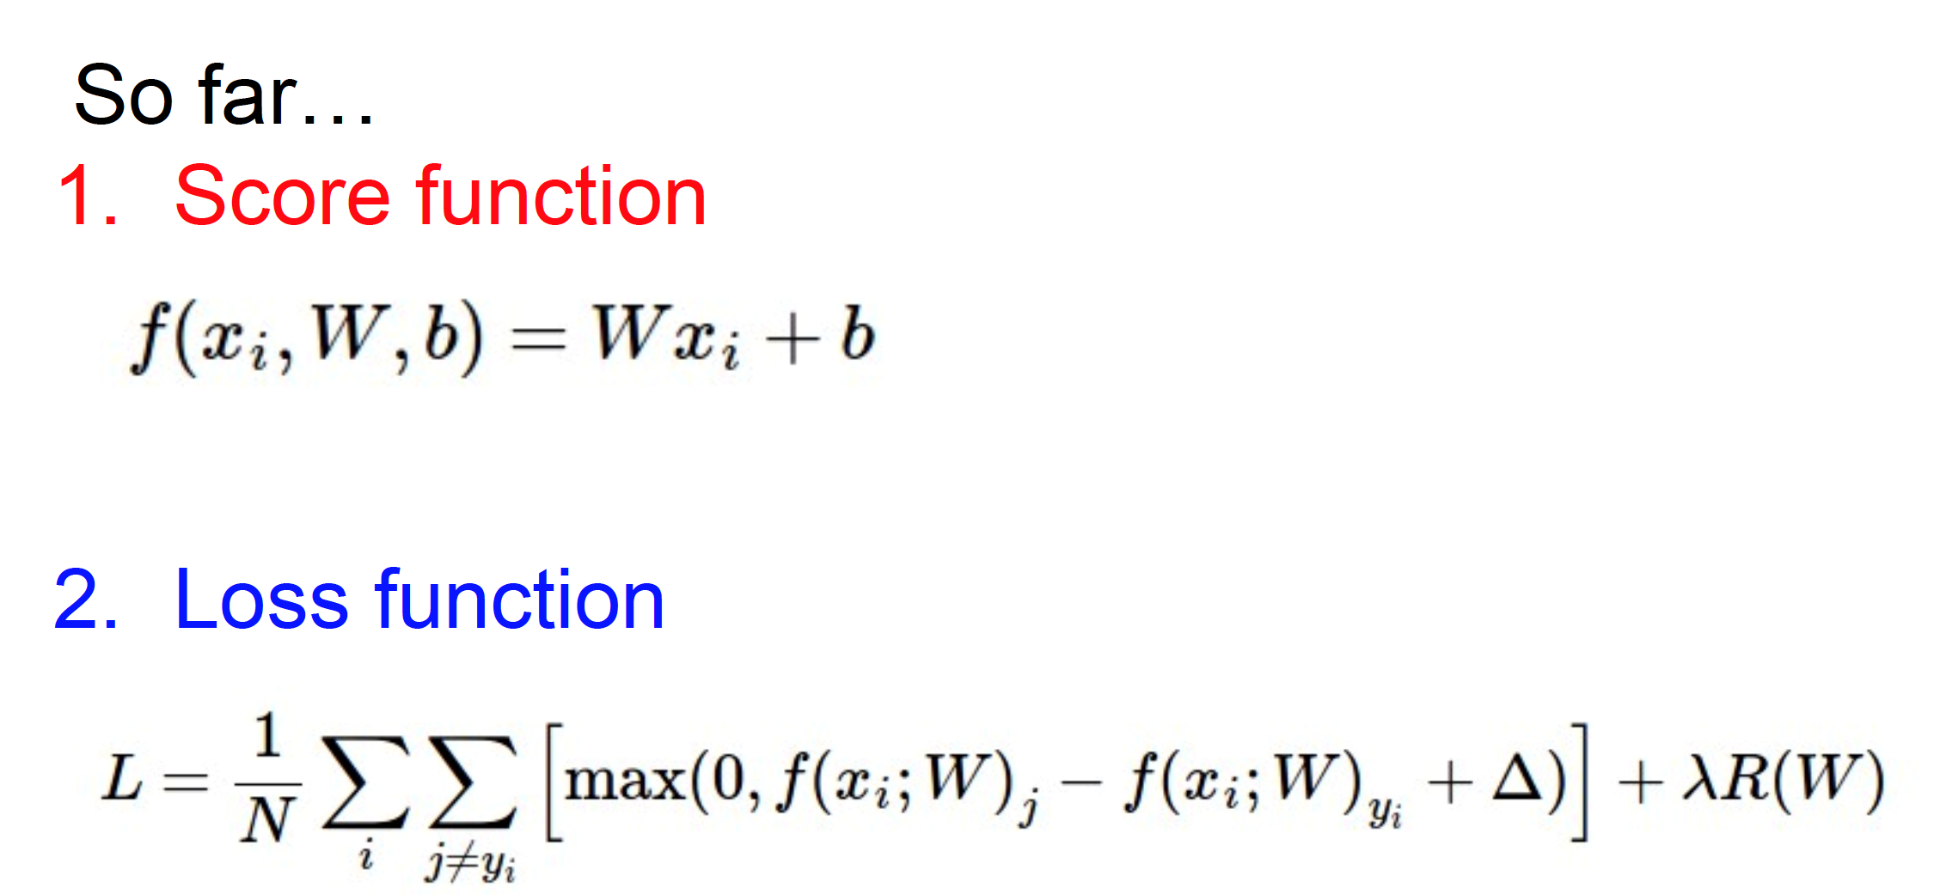 So far...
1. Score function
f(x_i, W, b) = Wx_i + b
2. Loss function
L = \frac{1}{N} \sum_i \sum_{j \neq y_i} [max(0, f(x_i; W)_j − f(x_i; W)_{y_i} + Δ)] + λR(W)